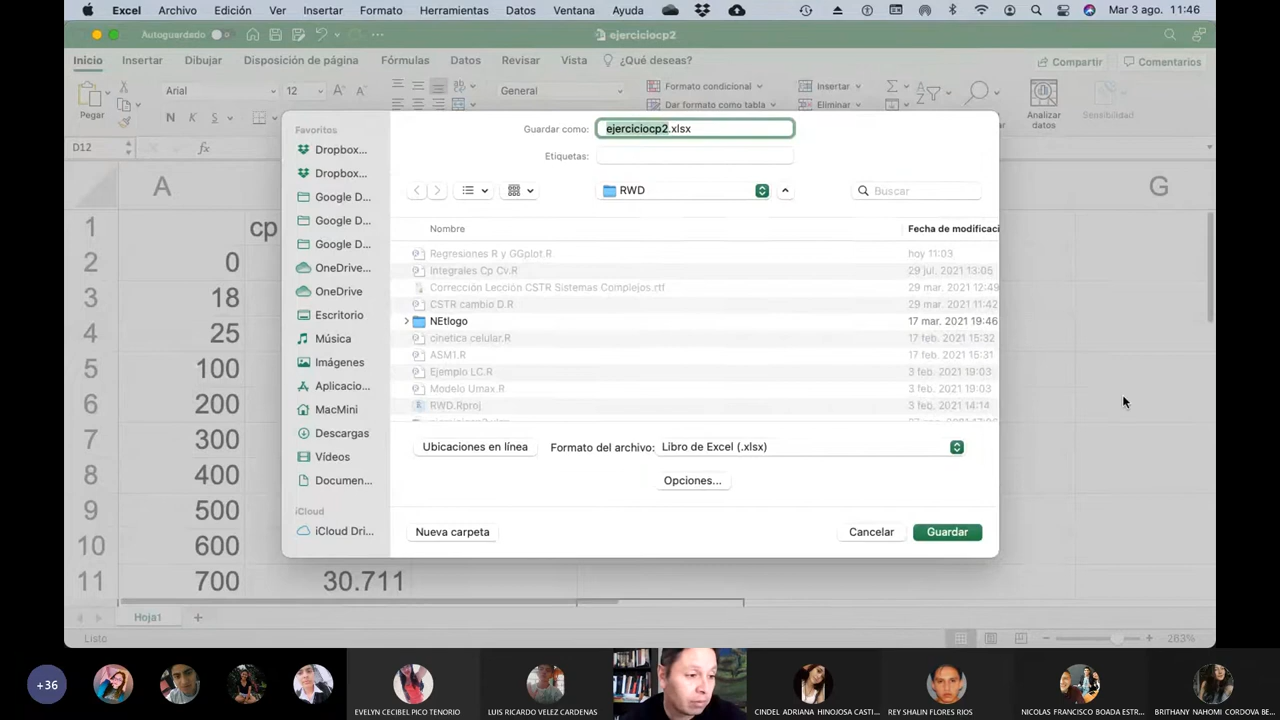 Excel Archivo Edición Ver Insertar Formato Herramientas Datos Ventana Ayuda Mar 3 ago. 11:46
Autoguardado ejerciciocp2
Inicio Insertar Dibujar Disposición de página Fórmulas Datos Revisar Vista ¿Qué deseas? Compartir Comentarios
Pegar Arial 12 General Formato condicional Insertar
N K S Dar formato como tabla Eliminar Analizar datos Sensibilidad
D12 fx
A G
1 cp
2 0
3 18
4 25
5 100
6 200
7 300
8 400
9 500
10 600
11 700 30.711
Guardar como: ejerciciocp2.xlsx
Etiquetas:
RWD Buscar
Favoritos
Dropbox...
Dropbox...
Google D...
Google D...
Google D...
OneDrive...
OneDrive
Escritorio
Música
Imágenes
Aplicacio...
MacMini
Descargas
Vídeos
Documen...
iCloud
iCloud Dri...
Nombre Fecha de modificaci
Regresiones R y GGplot R hoy 11:03
Integrales Cp Cv.R 29 jul. 2021 13:05
Corrección Lección CSTR Sistemas Complejos.rtf 29 mar. 2021 12:49
CSTR cambio D.R 29 mar. 2021 11:42
NEtlogo 17 mar. 2021 19:46
cinetica celular.R 17 feb. 2021 15:32
ASM1.R 17 feb. 2021 15:31
Ejemplo LC.R 3 feb. 2021 19:03
Modelo Umax.R 3 feb. 2021 19:03
RWD.Rproj 3 feb. 2021 14:14
Ubicaciones en línea Formato del archivo: Libro de Excel (.xlsx)
Opciones...
Nueva carpeta Cancelar Guardar
Hoja1
Listo 263%
+36 EVELYN CECIBEL PICO TENORIO LUIS RICARDO VELEZ CARDENAS CINDEL ADRIANA HINOJOSA CASTI... REY SHALIN FLORES RIOS NICOLAS FRANCISCO BOADA ESTR... BRITHANY NAHOMI CORDOVA BE...